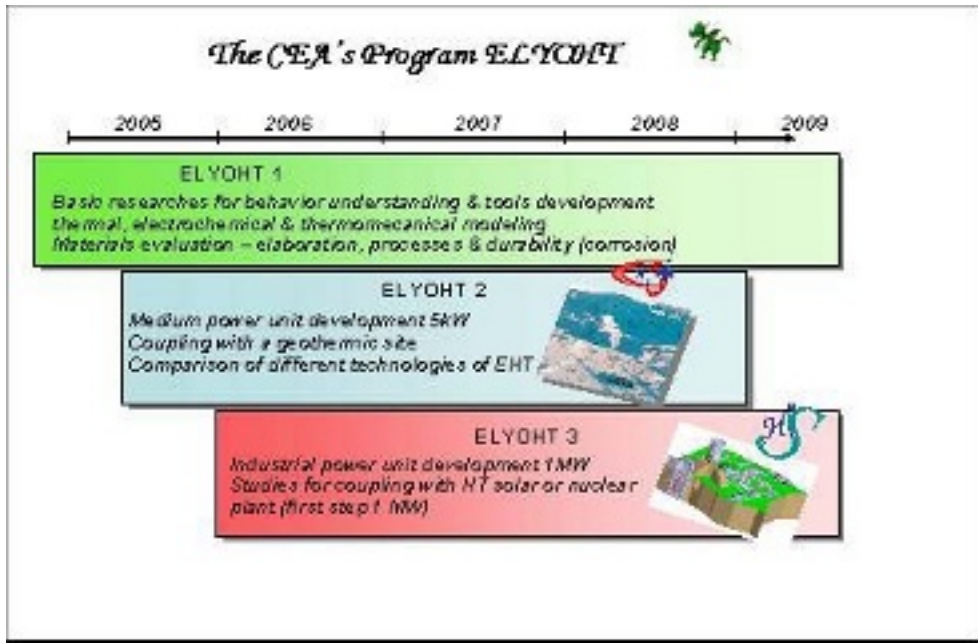 The CEA's Program ELYOHT
2005 2006 2007 2008 2009
ELYOHT 1
Basic researches for behavior understanding & tools development
thermal, electrochemical & thermomecanical modeling
Materials evaluation – elaboration, processes & durability (corrosion)
ELYOHT 2
Medium power unit development 5kW
Coupling with a geothermic site
Comparison of different technologies of EHT
ELYOHT 3
Industrial power unit development 1MW
Studies for coupling with HT solar or nuclear
plant (first step 1 MW)